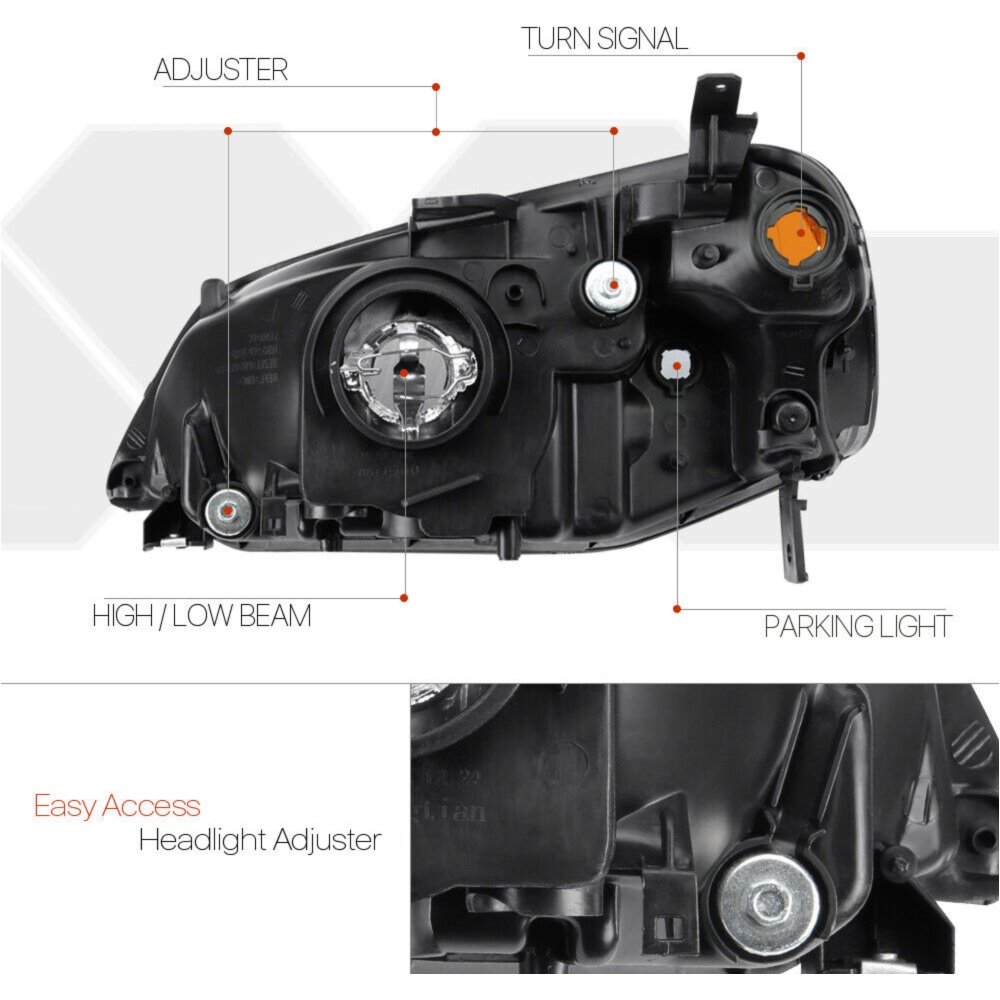 TURN SIGNAL
ADJUSTER
HIGH / LOW BEAM
PARKING LIGHT
Easy Access
Headlight Adjuster